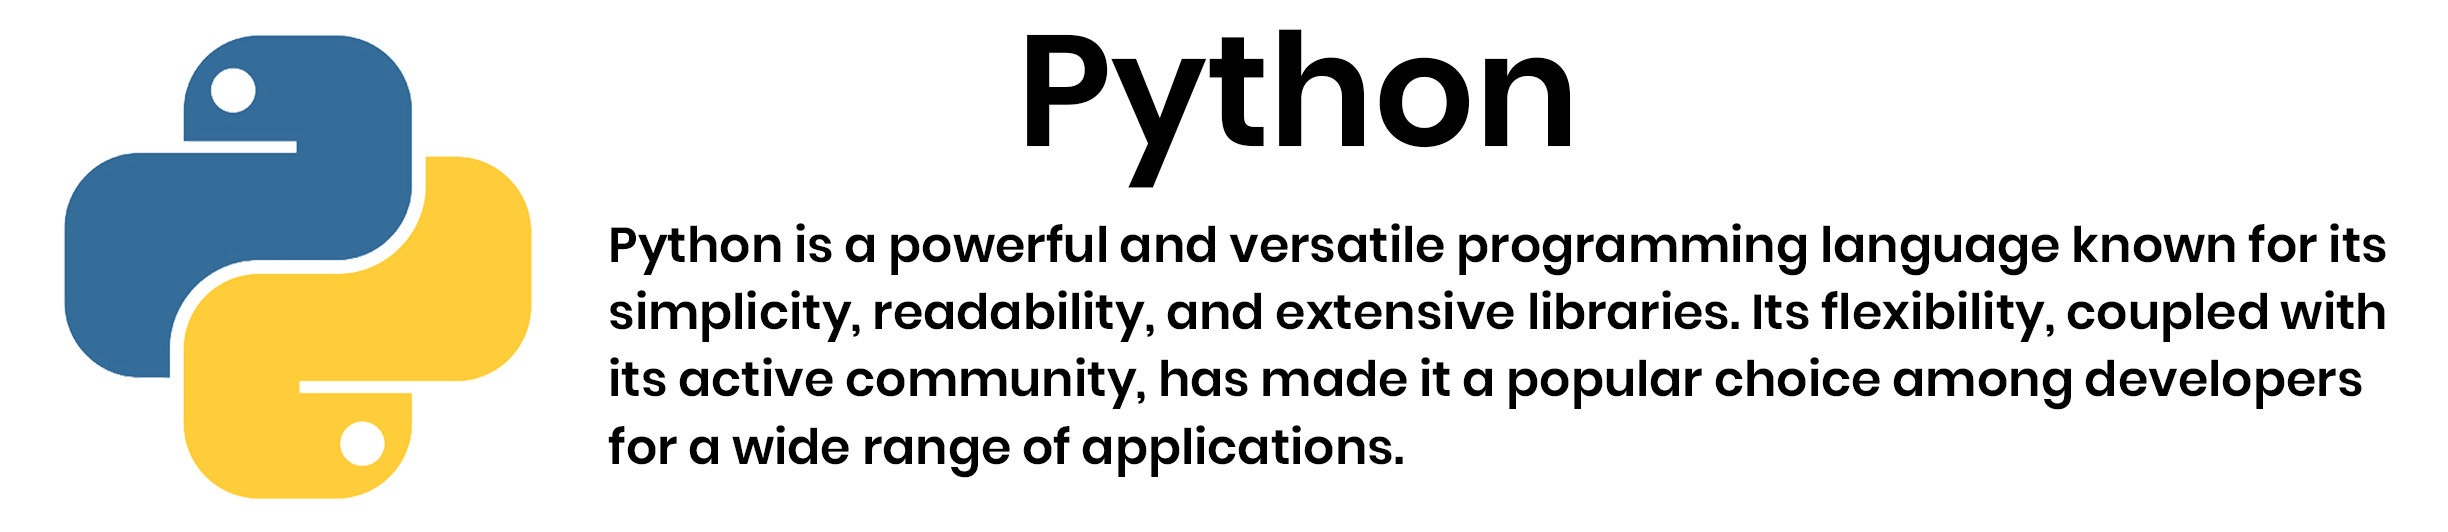 Python
Python is a powerful and versatile programming language known for its
simplicity, readability, and extensive libraries. Its flexibility, coupled with
its active community, has made it a popular choice among developers
for a wide range of applications.